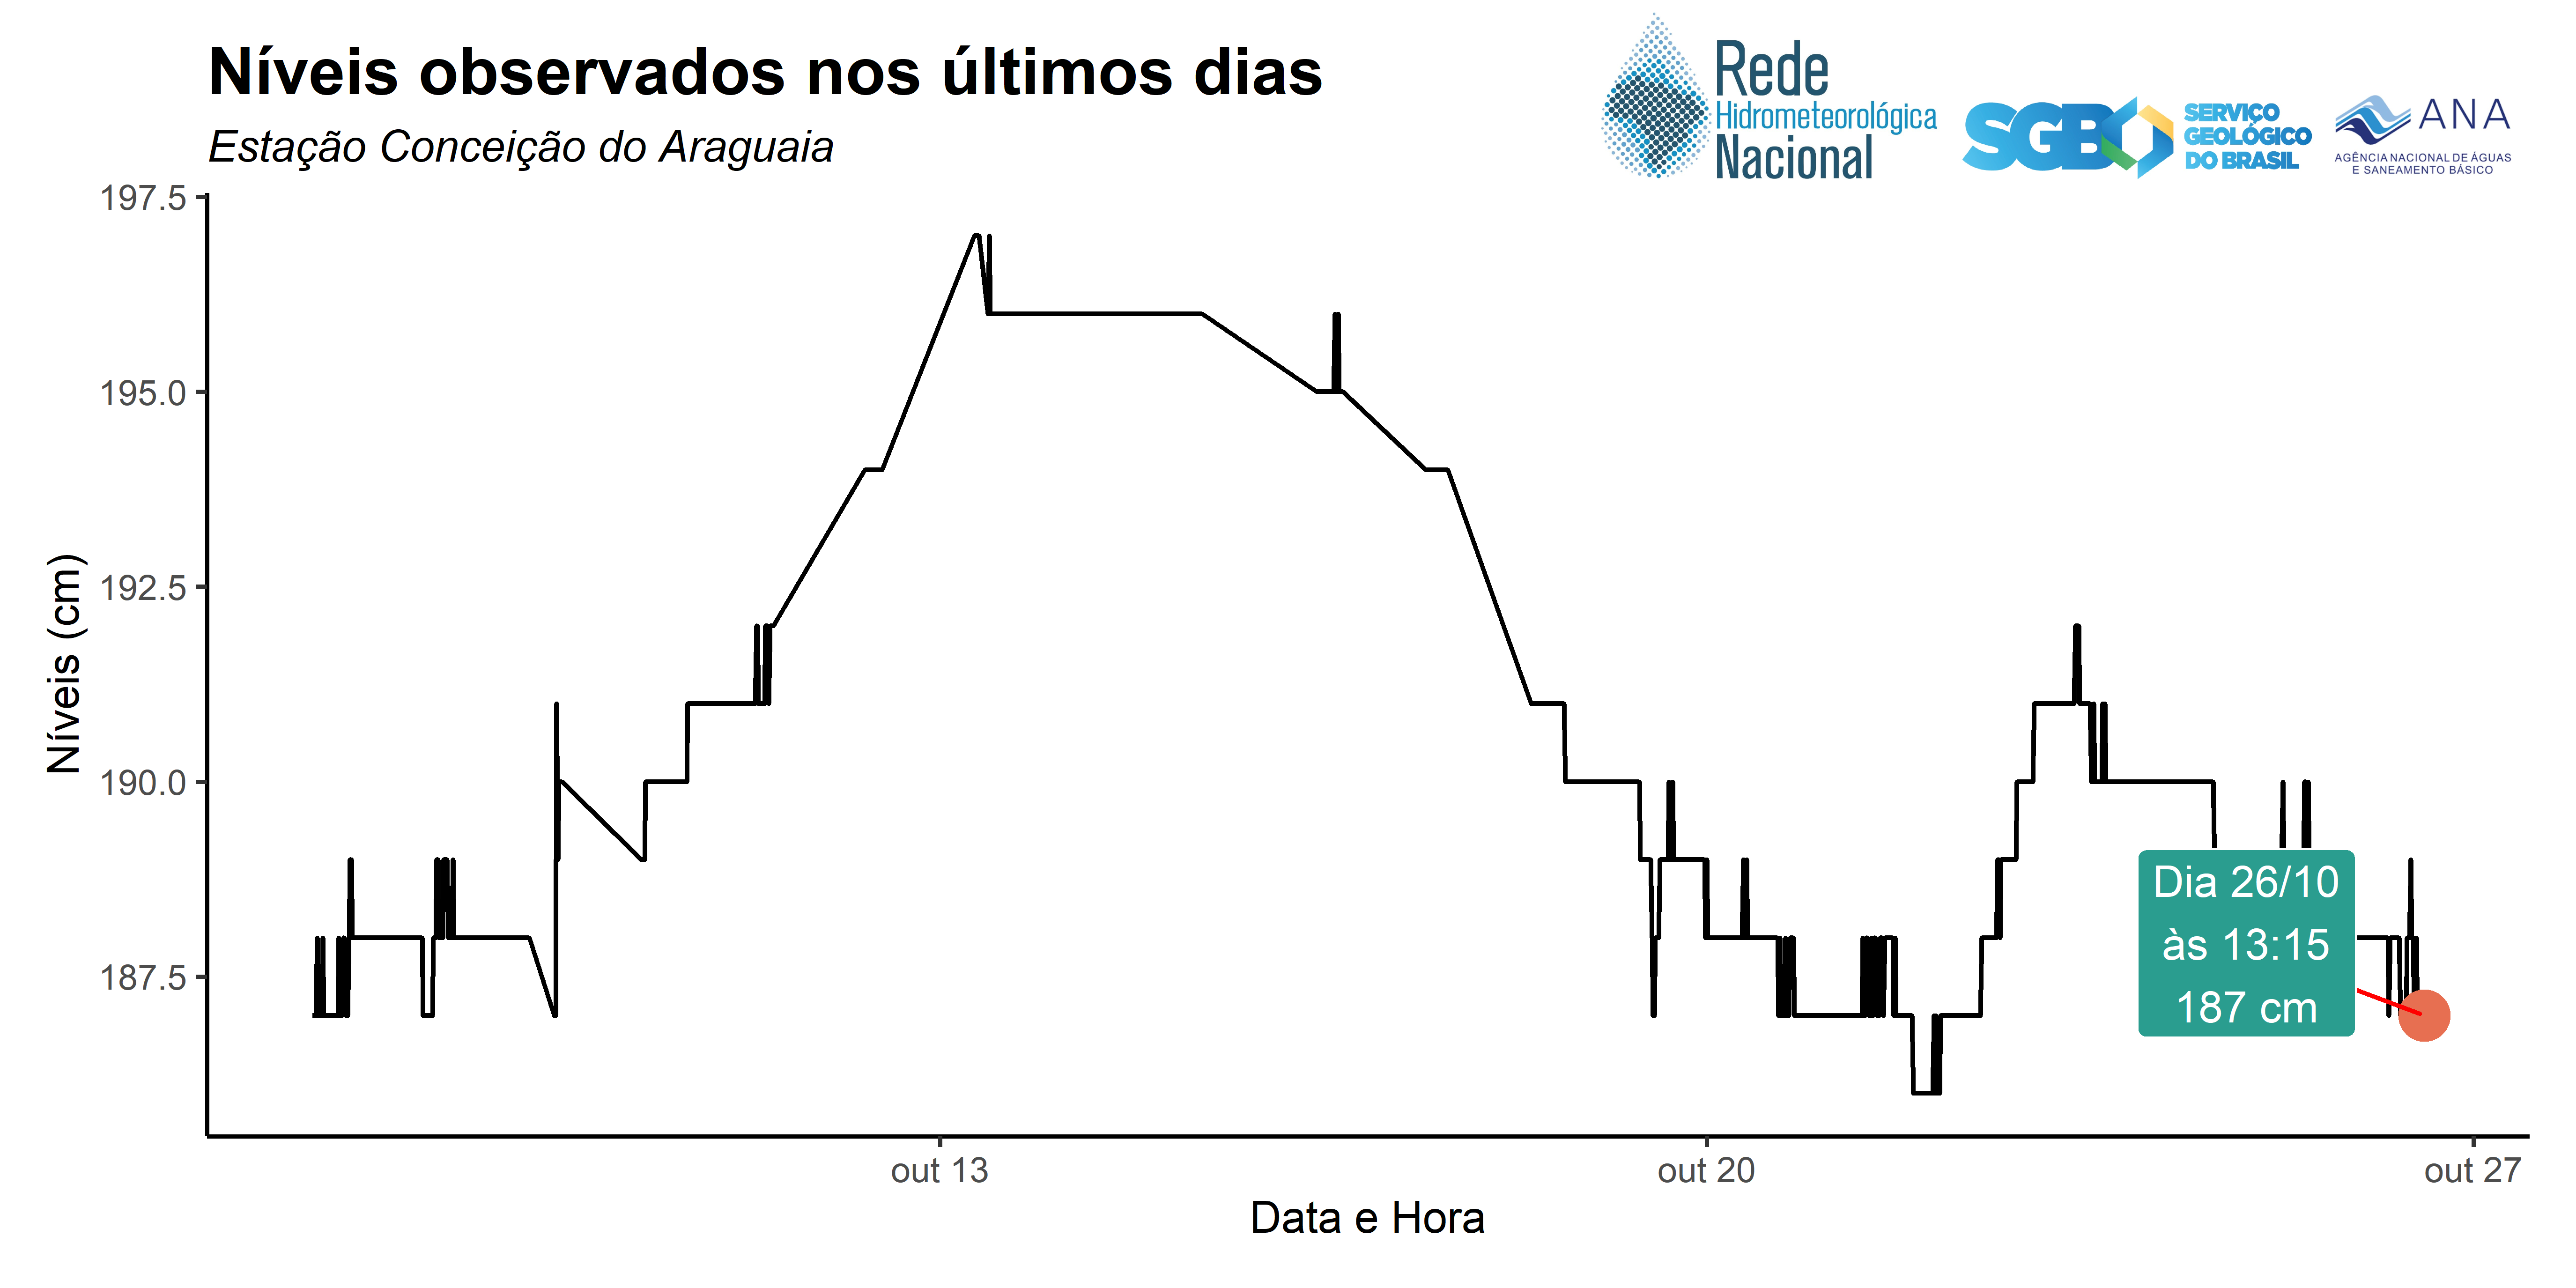 Níveis observados nos últimos dias
Estação Conceição do Araguaia
Rede
Hidrometeorológica
Nacional
SGB
SERVIÇO
GEOLÓGICO
DO BRASIL
ANA
AGÊNCIA NACIONAL DE ÁGUAS
E SANEAMENTO BÁSICO
197.5
195.0
192.5
190.0
187.5
Níveis (cm)
Dia 26/10
às 13:15
187 cm
out 13
out 20
out 27
Data e Hora